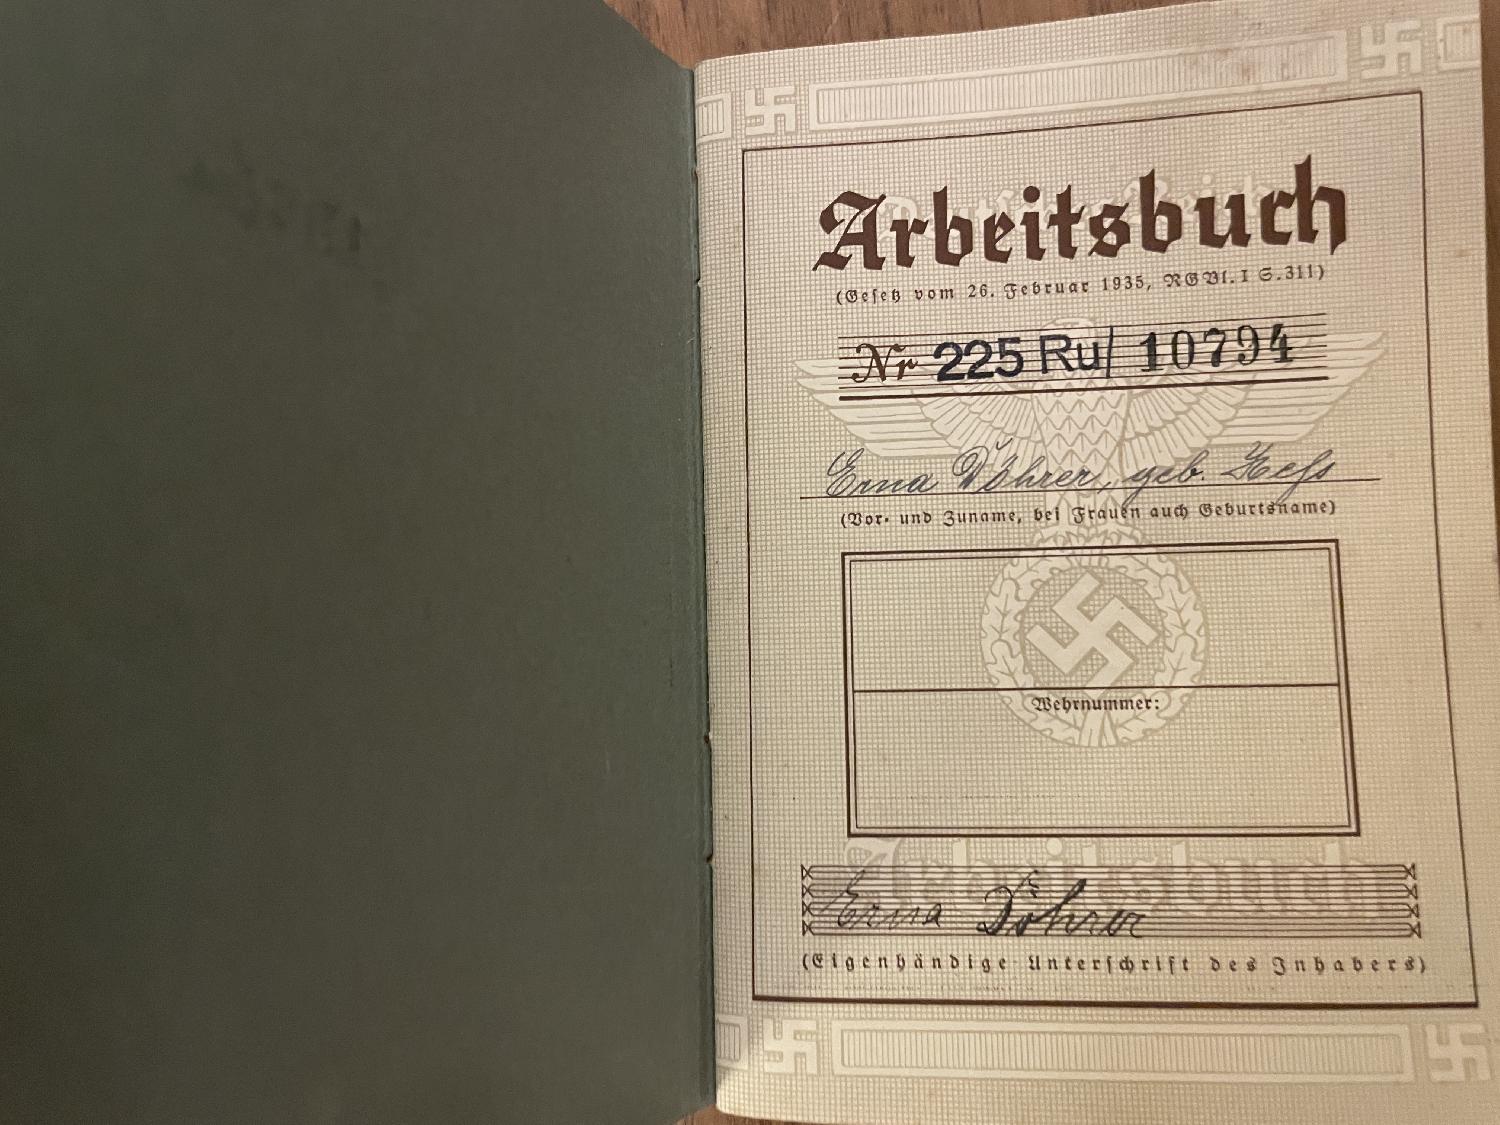 Arbeitsbuch
(Gesetz vom 26. Februar 1935, RGBl. I S. 311)
Nr 225 Ru/ 10794
Erna Döhrer, geb. Heß
(Vor- und Zuname, bei Frauen auch Geburtsname)
Wehrnummer:
Arbeitsbuch
Erna Döhrer
(Eigenhändige Unterschrift des Inhabers)